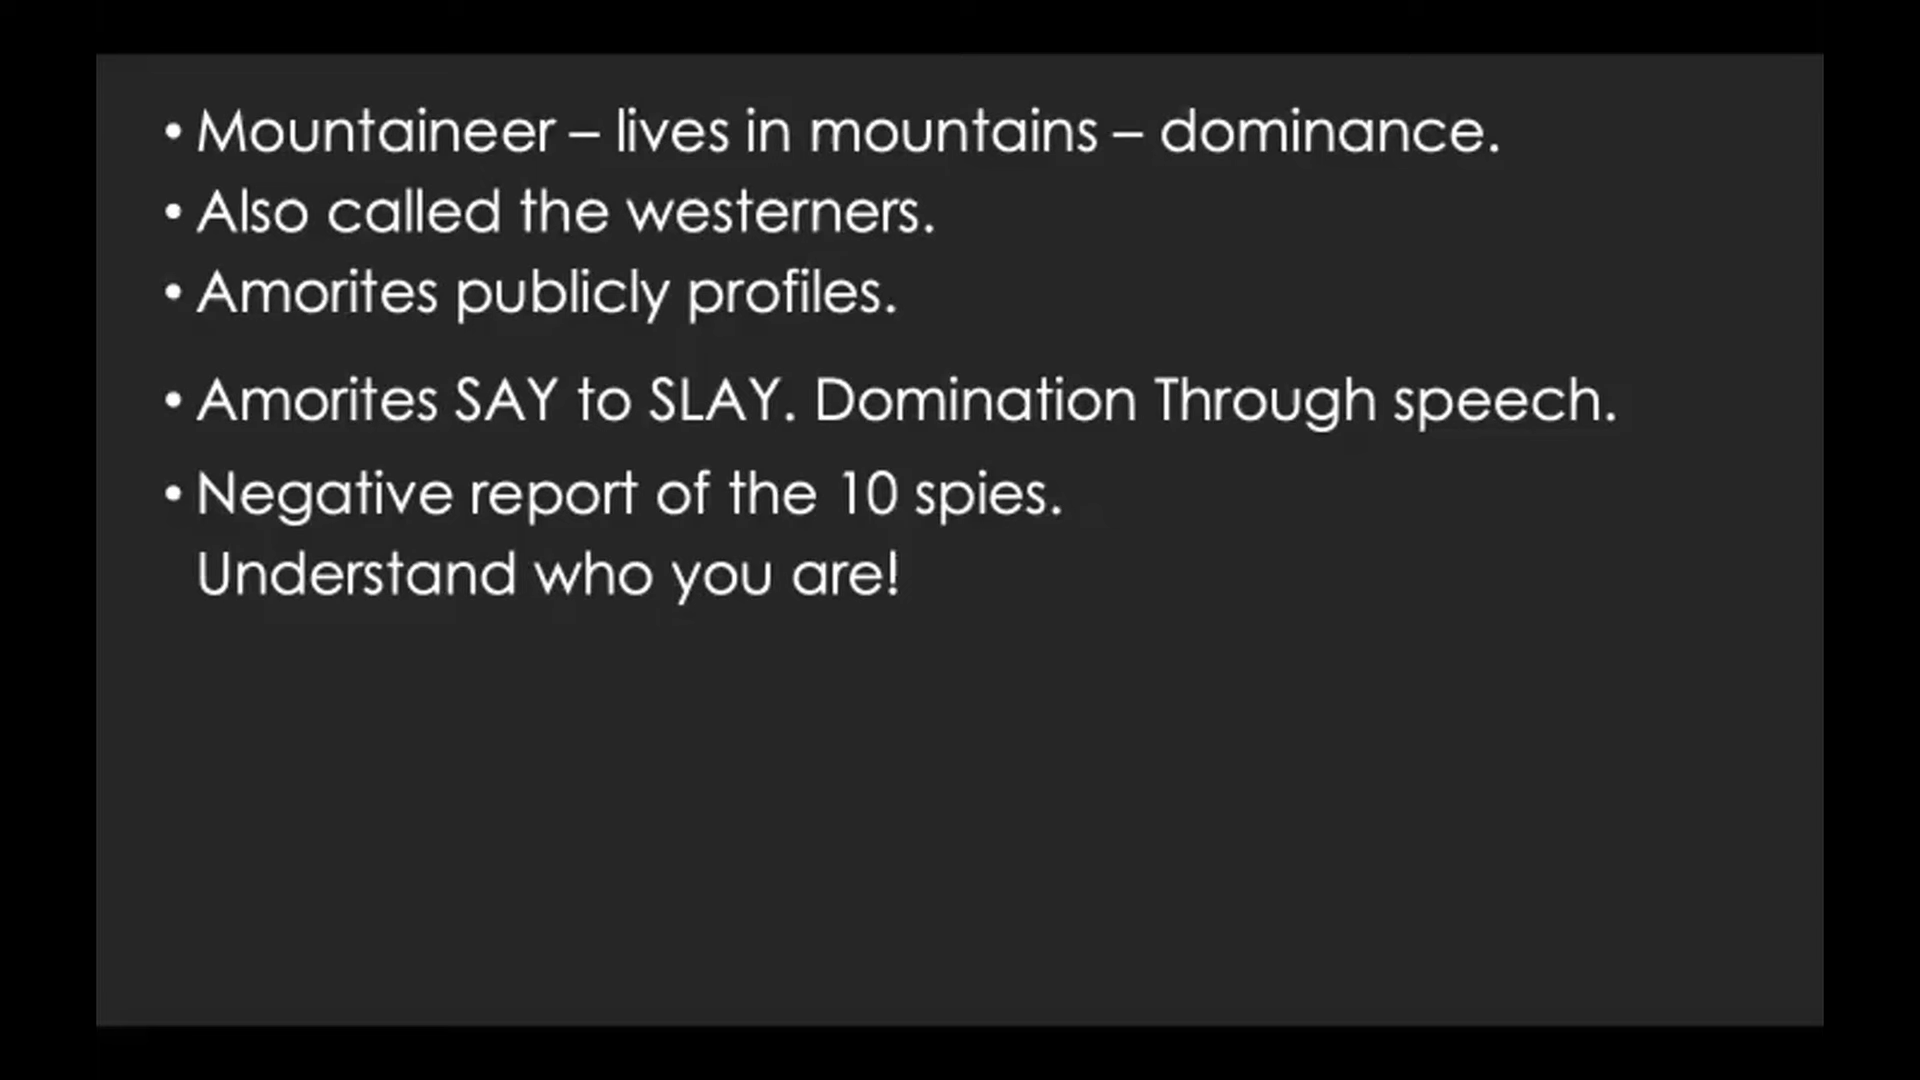 • Mountaineer – lives in mountains – dominance.
• Also called the westerners.
• Amorites publicly profiles.
• Amorites SAY to SLAY. Domination Through speech.
• Negative report of the 10 spies.
Understand who you are!